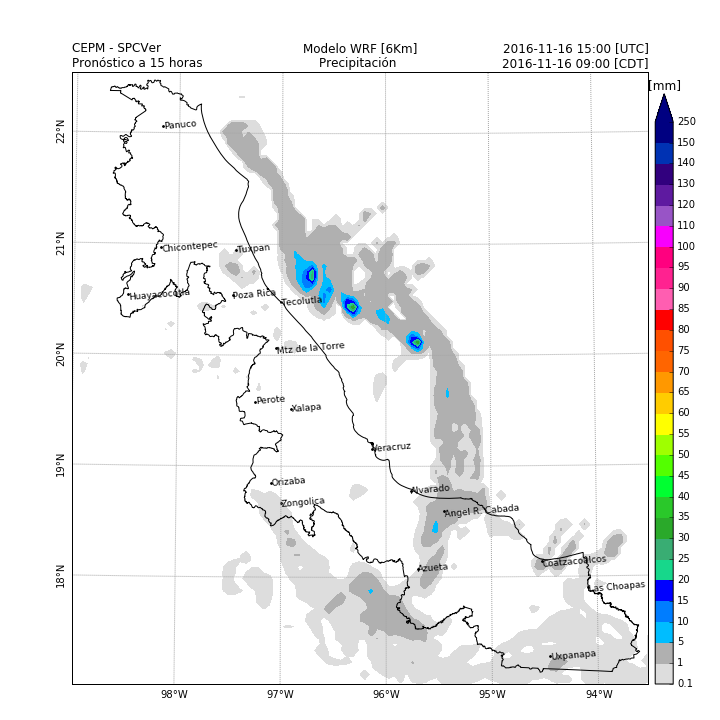 CEPM - SPCVer Modelo WRF [6Km] 2016-11-16 15:00 [UTC]
Pronóstico a 15 horas Precipitación 2016-11-16 09:00 [CDT]
[mm]
250
150
140
130
120
110
100
95
90
85
80
75
70
65
60
55
50
45
40
35
30
25
20
15
10
5
1
0.1
22°N
21°N
20°N
19°N
18°N
Panuco
Chicontepec
Tuxpan
Huayacocotla
Poza Rica
Tecolutla
Mtz de la Torre
Perote
Xalapa
Veracruz
Orizaba
Alvarado
Zongolica
Angel R. Cabada
Azueta
Coatzacoalcos
Las Choapas
Uxpanapa
98°W 97°W 96°W 95°W 94°W